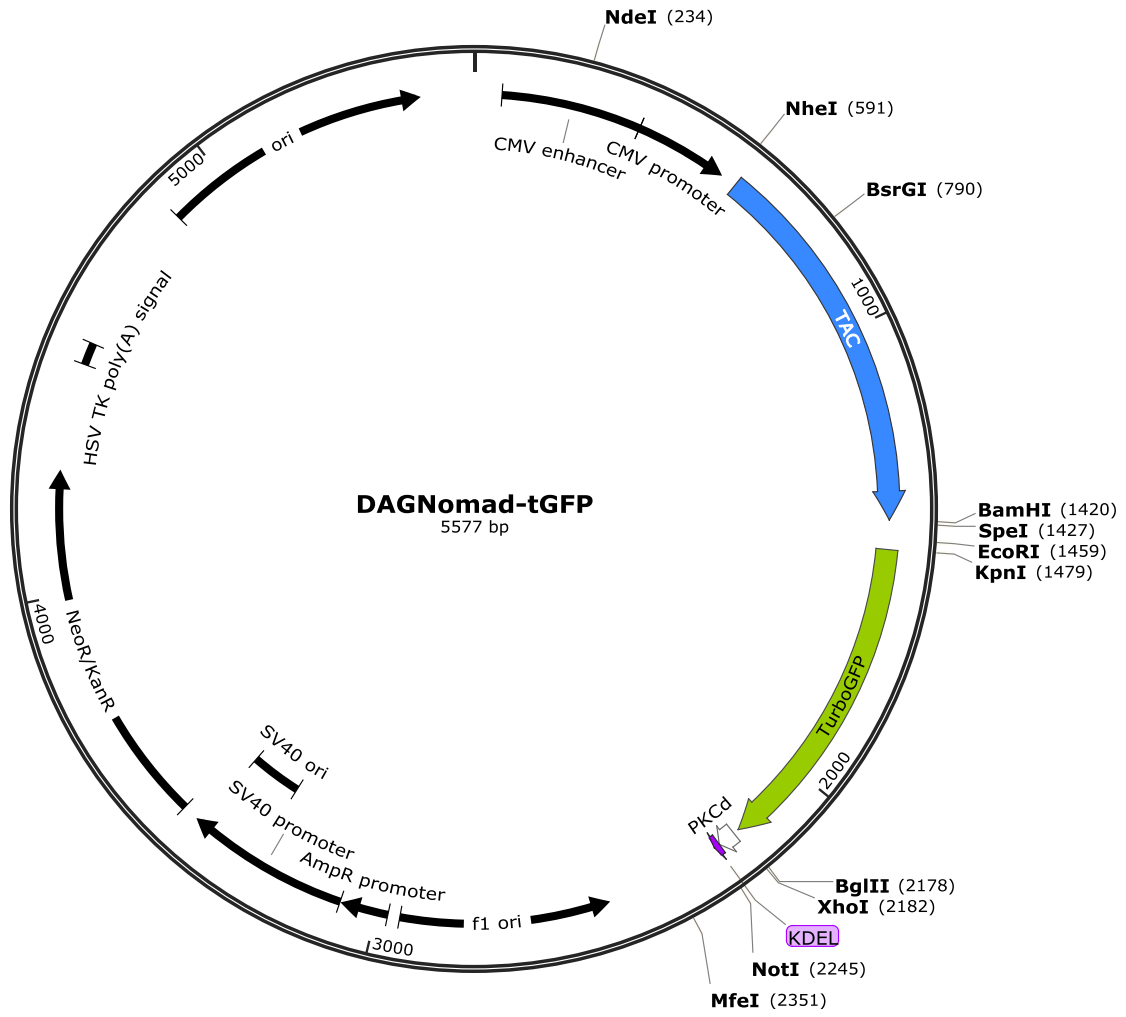 NdeI (234)
NheI (591)
BsrGI (790)
CMV enhancer
CMV promoter
ori
5000
1000
TAC
HSV TK poly(A) signal
DAGNomad-tGFP
5577 bp
BamHI (1420)
SpeI (1427)
EcoRI (1459)
KpnI (1479)
4000
NeoR/KanR
TurboGFP
2000
SV40 ori
SV40 promoter
AmpR promoter
PKCd
f1 ori
3000
BglII (2178)
XhoI (2182)
KDEL
NotI (2245)
MfeI (2351)